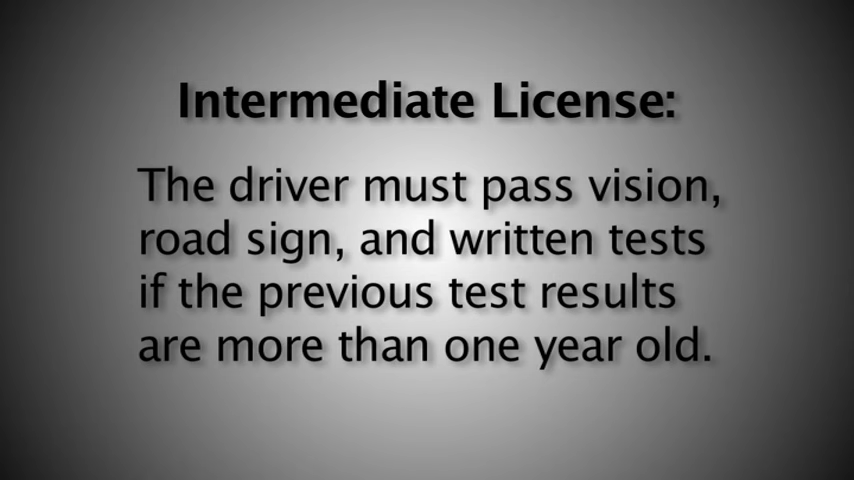 Intermediate License:
The driver must pass vision,
road sign, and written tests
if the previous test results
are more than one year old.